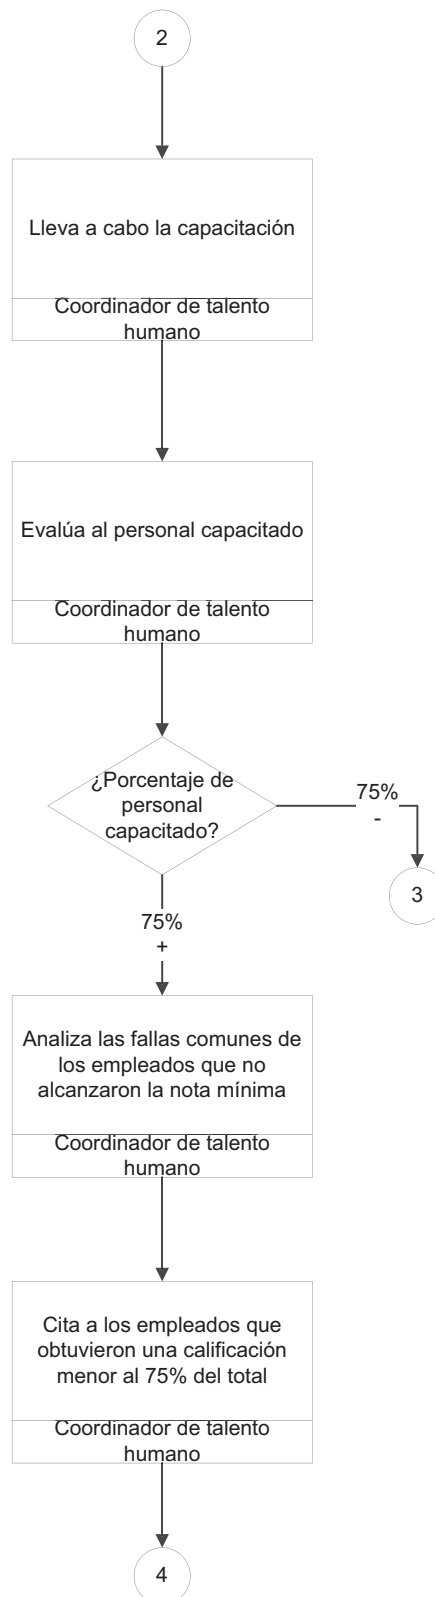 2
Lleva a cabo la capacitación
Coordinador de talento
humano
Evalúa al personal capacitado
Coordinador de talento
humano
¿Porcentaje de
personal
capacitado?
75%
-
3
75%
+
Analiza las fallas comunes de
los empleados que no
alcanzaron la nota mínima
Coordinador de talento
humano
Cita a los empleados que
obtuvieron una calificación
menor al 75% del total
Coordinador de talento
humano
4